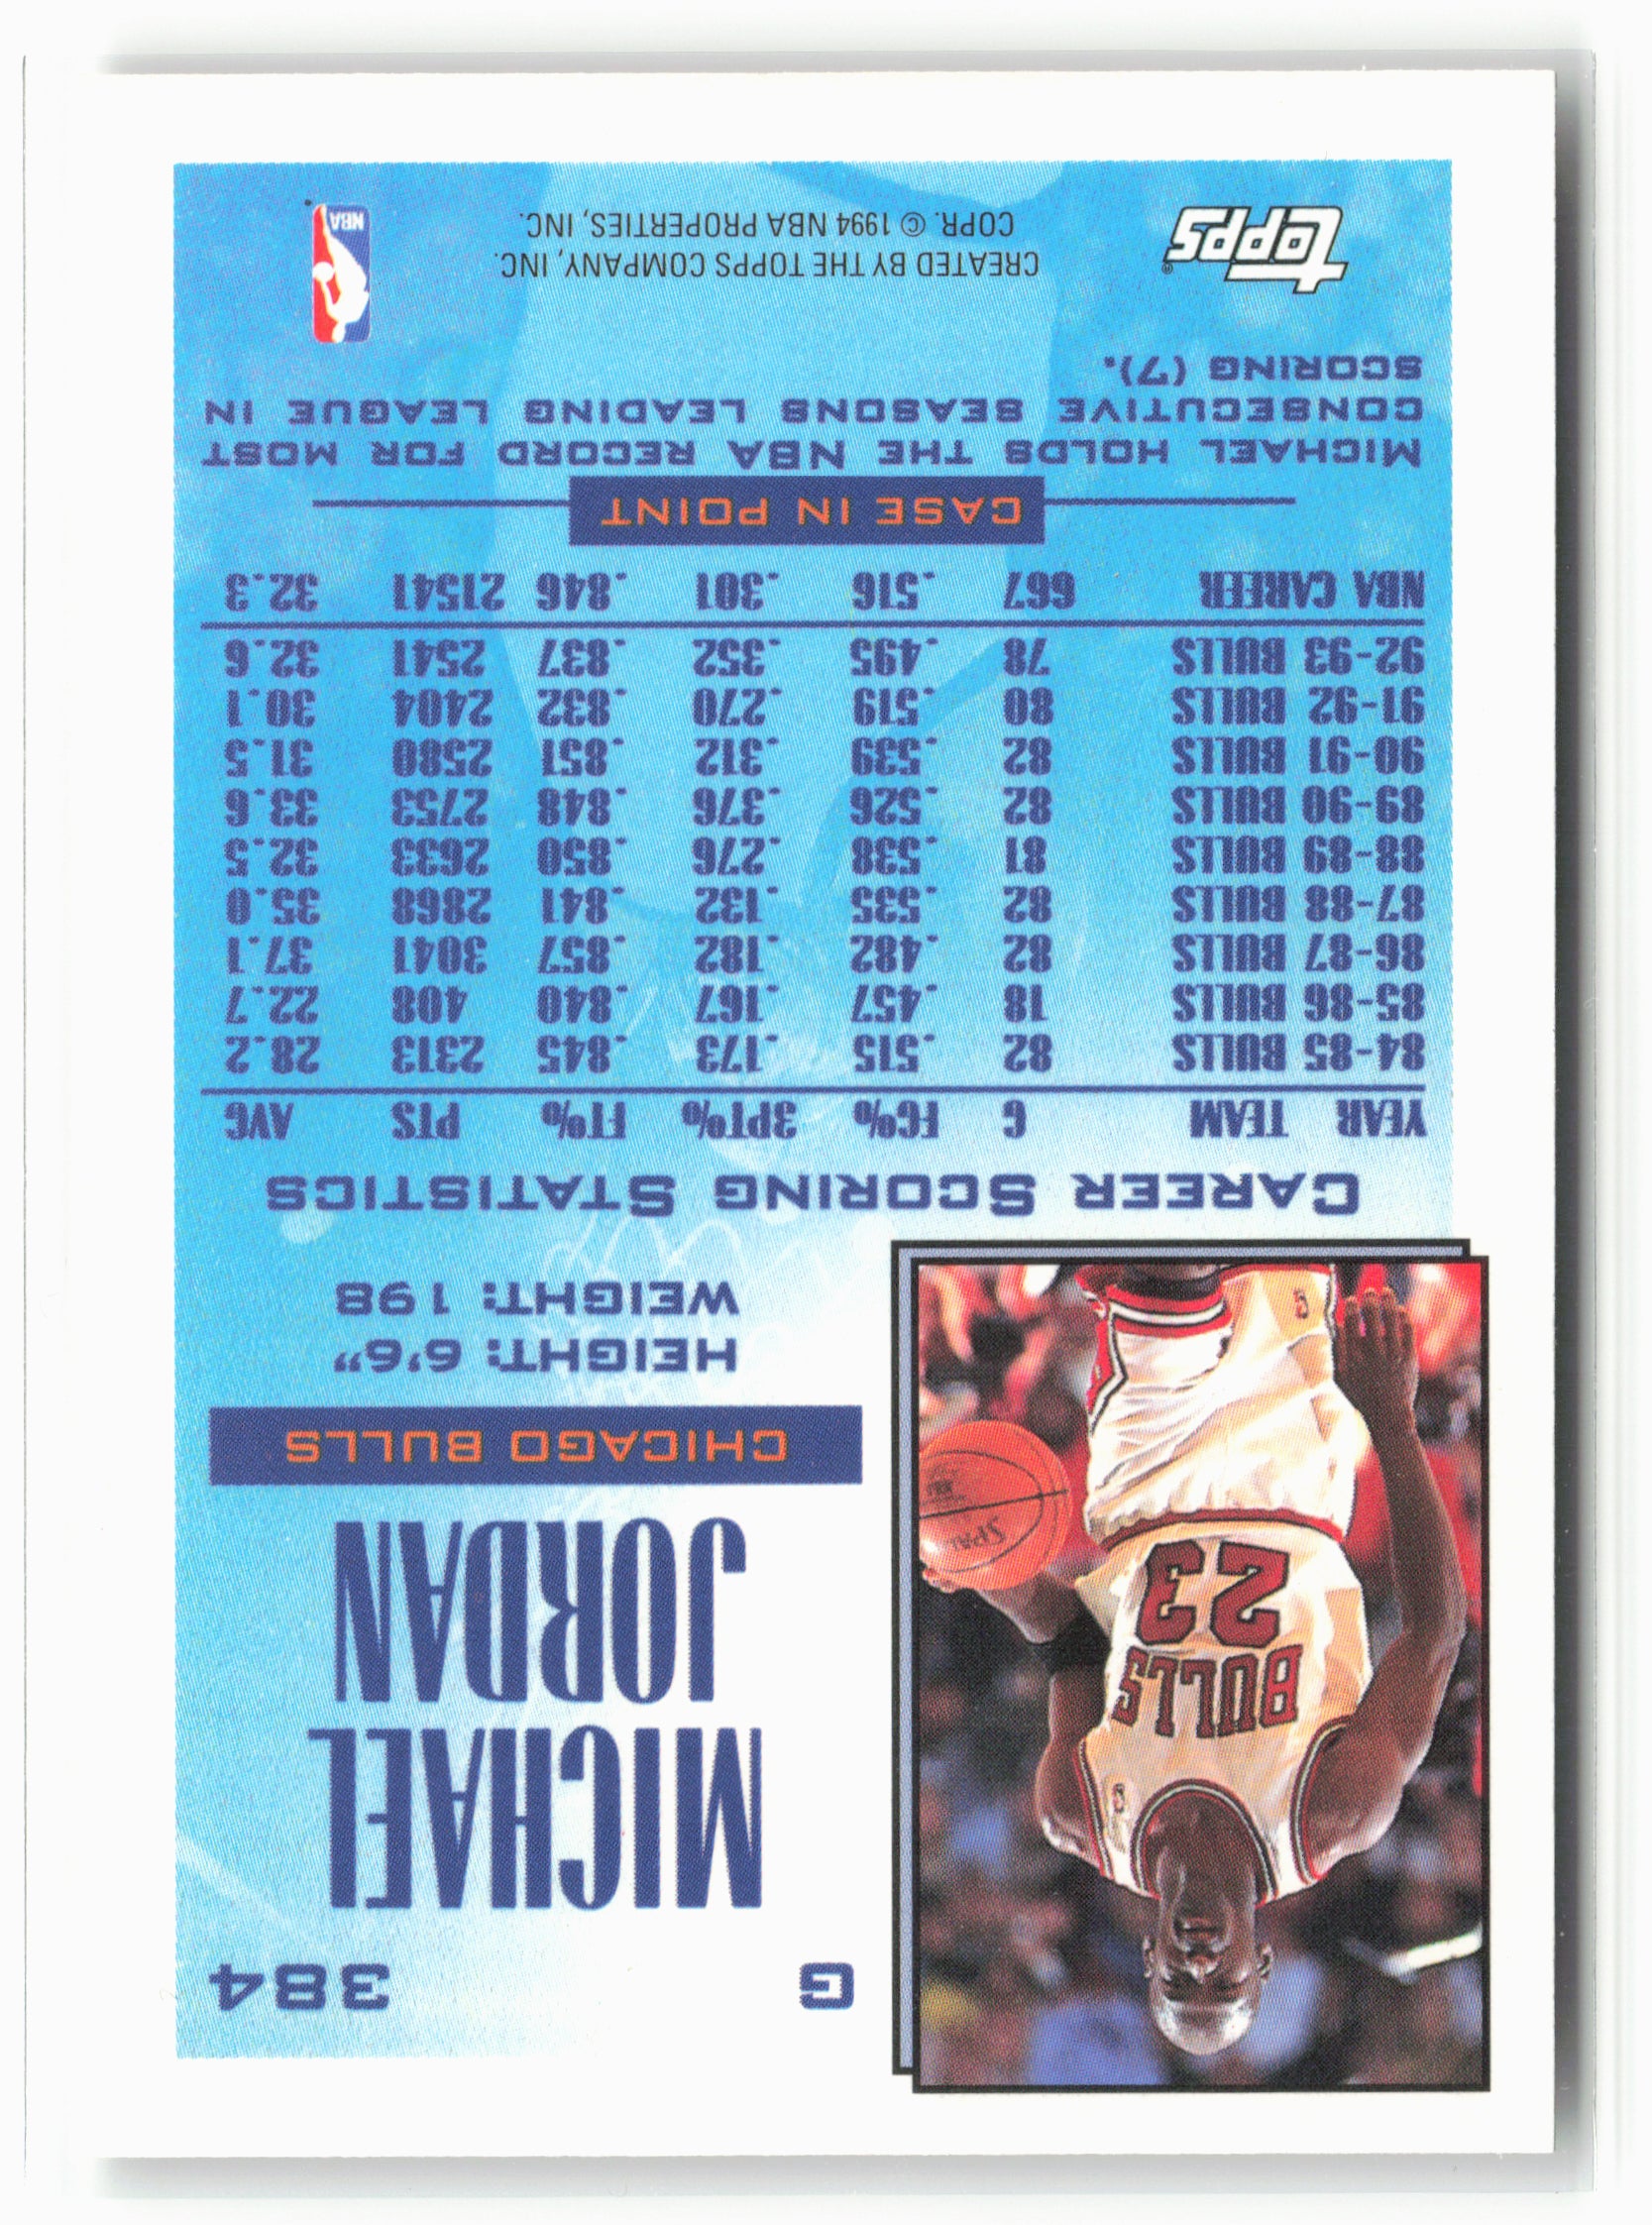 384
G
MICHAEL
JORDAN
CHICAGO BULLS
HEIGHT: 6'6"
WEIGHT: 198
BULLS
23
SPAL
CAREER SCORING STATISTICS
YEAR TEAM G FG% 3PT% FT% PTS AVG
84-85 BULLS 82 .515 .173 .845 2313 28.2
85-86 BULLS 18 .457 .167 .840 408 22.7
86-87 BULLS 82 .482 .182 .857 3041 37.1
87-88 BULLS 82 .535 .132 .841 2868 35.0
88-89 BULLS 81 .538 .276 .850 2633 32.5
89-90 BULLS 82 .526 .376 .848 2753 33.6
90-91 BULLS 82 .539 .312 .851 2580 31.5
91-92 BULLS 80 .519 .270 .832 2404 30.1
92-93 BULLS 78 .495 .352 .837 2541 32.6
NBA CAREER 667 .516 .301 .846 21541 32.3
CASE IN POINT
MICHAEL HOLDS THE NBA RECORD FOR MOST
CONSECUTIVE SEASONS LEADING LEAGUE IN
SCORING (7).
topps®
CREATED BY THE TOPPS COMPANY, INC.
COPR. © 1994 NBA PROPERTIES, INC.
NBA